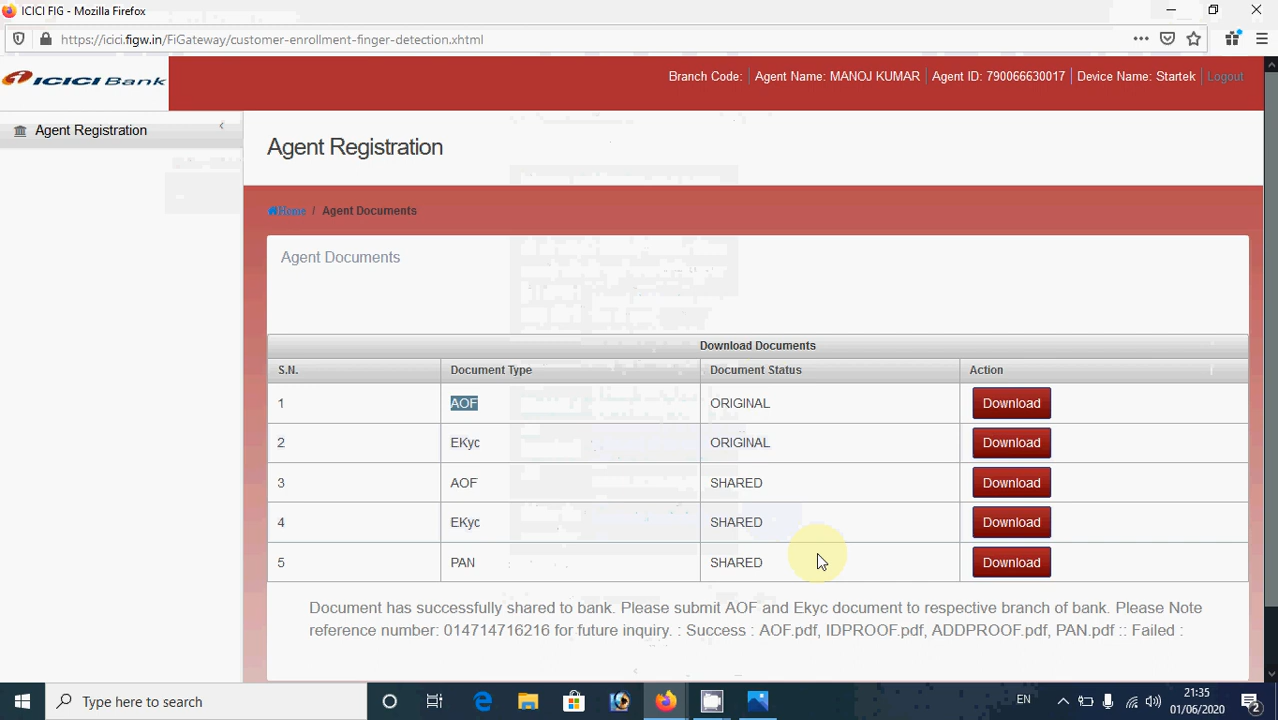 ICICI FIG - Mozilla Firefox
https://icici.figw.in/FiGateway/customer-enrollment-finger-detection.xhtml
ICICI Bank
Branch Code: Agent Name: MANOJ KUMAR Agent ID: 790066630017 Device Name: Startek Logout
Agent Registration
Agent Registration
Home / Agent Documents
Agent Documents
Download Documents
S.N. Document Type Document Status Action
1 AOF ORIGINAL Download
2 EKyc ORIGINAL Download
3 AOF SHARED Download
4 EKyc SHARED Download
5 PAN SHARED Download
Document has successfully shared to bank. Please submit AOF and Ekyc document to respective branch of bank. Please Note
reference number: 014714716216 for future inquiry. : Success : AOF.pdf, IDPROOF.pdf, ADDPROOF.pdf, PAN.pdf :: Failed :
Type here to search
EN
21:35
01/06/2020
2